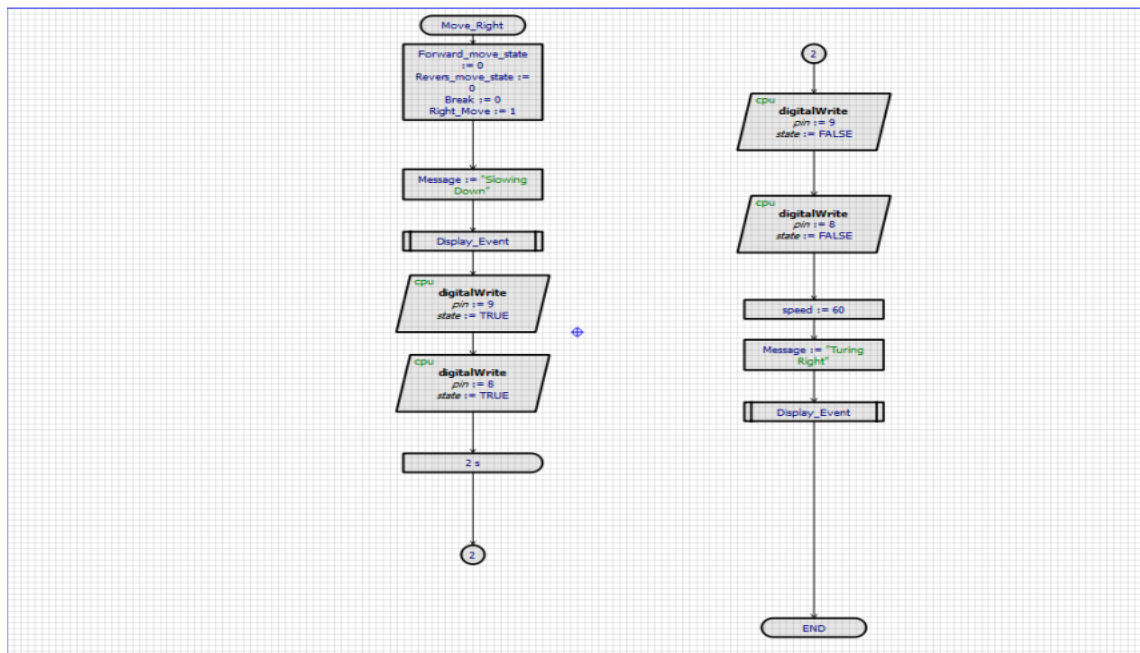 Move_Right
Forward_move_state
:= 0
Revers_move_state :=
0
Break := 0
Right_Move := 1
Message := "Slowing
Down"
Display_Event
cpu
digitalWrite
pin := 9
state := TRUE
cpu
digitalWrite
pin := 8
state := TRUE
2 s
2
2
cpu
digitalWrite
pin := 9
state := FALSE
cpu
digitalWrite
pin := 8
state := FALSE
speed := 60
Message := "Turing
Right"
Display_Event
END